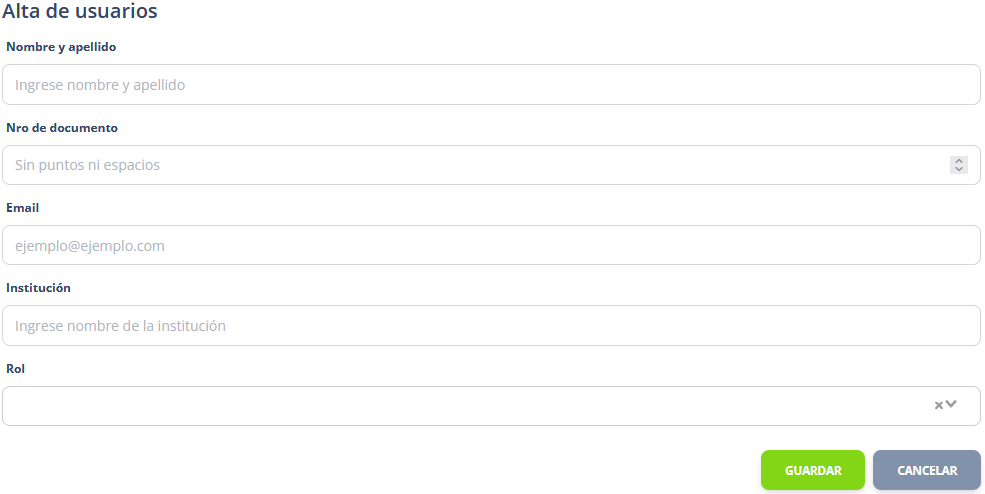 Alta de usuarios
Nombre y apellido
Ingrese nombre y apellido
Nro de documento
Sin puntos ni espacios
Email
ejemplo@ejemplo.com
Institución
Ingrese nombre de la institución
Rol
GUARDAR CANCELAR